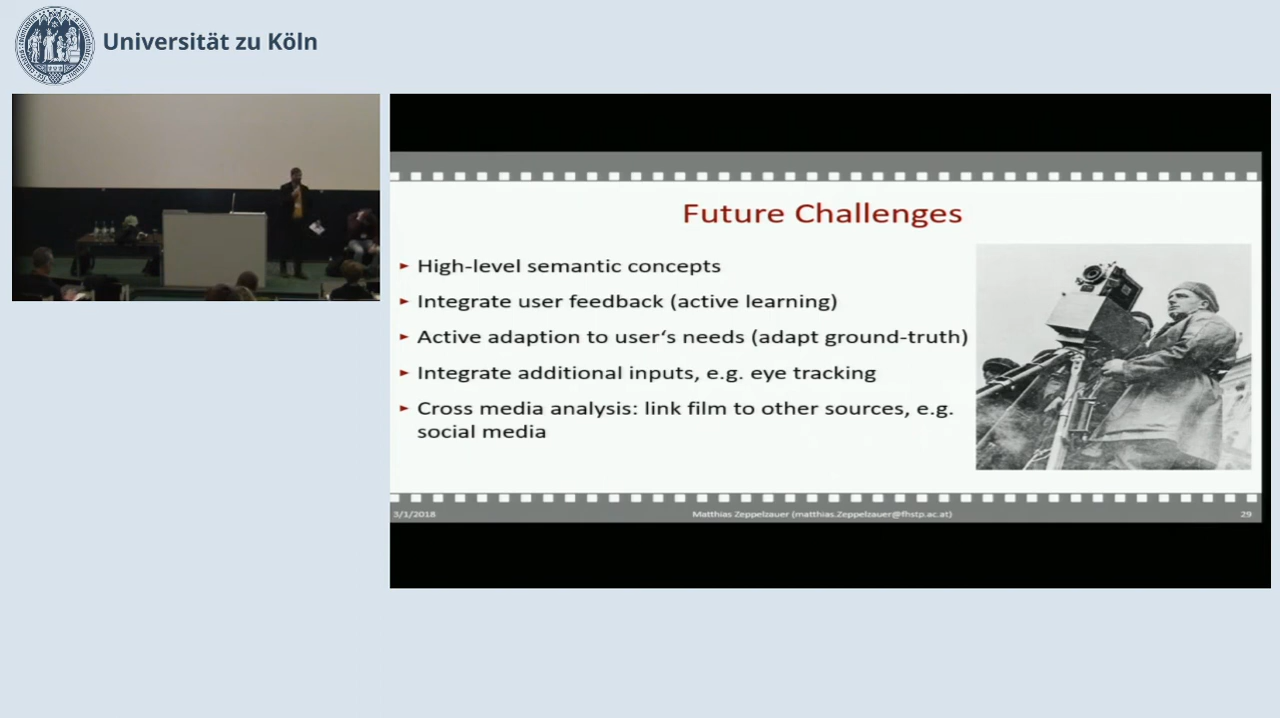 Universität zu Köln
Future Challenges
► High-level semantic concepts
► Integrate user feedback (active learning)
► Active adaption to user‘s needs (adapt ground-truth)
► Integrate additional inputs, e.g. eye tracking
► Cross media analysis: link film to other sources, e.g.
social media
3/1/2018
Matthias Zeppelzauer (matthias.Zeppelzauer@fhstp.ac.at)
29